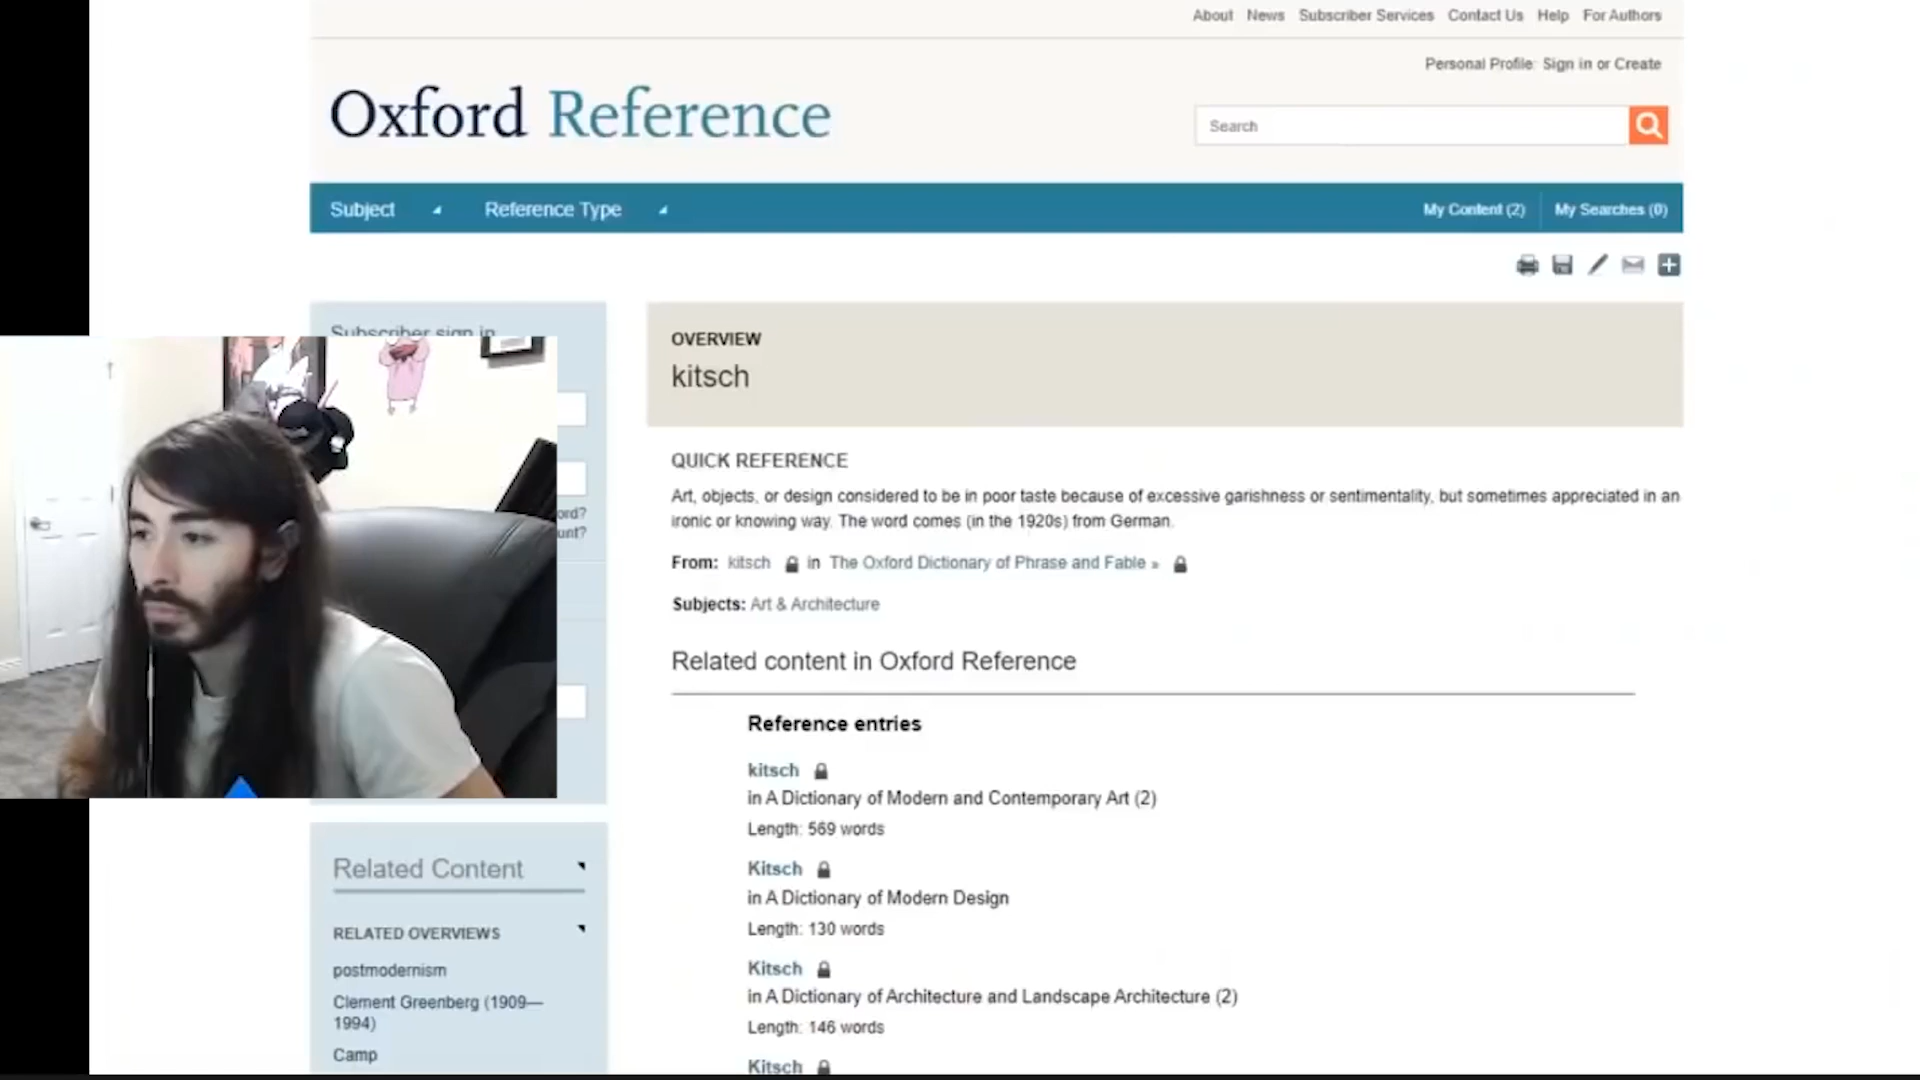 About News Subscriber Services Contact Us Help For Authors
Personal Profile: Sign in or Create
Oxford Reference
Search
Subject Reference Type My Content (2) My Searches (0)
Subscriber sign in
ord?
unt?
OVERVIEW
kitsch
QUICK REFERENCE
Art, objects, or design considered to be in poor taste because of excessive garishness or sentimentality, but sometimes appreciated in an
ironic or knowing way. The word comes (in the 1920s) from German.
From: kitsch in The Oxford Dictionary of Phrase and Fable »
Subjects: Art & Architecture
Related content in Oxford Reference
Reference entries
kitsch
in A Dictionary of Modern and Contemporary Art (2)
Length: 569 words
Kitsch
in A Dictionary of Modern Design
Length: 130 words
Kitsch
in A Dictionary of Architecture and Landscape Architecture (2)
Length: 146 words
Kitsch
Related Content
RELATED OVERVIEWS
postmodernism
Clement Greenberg (1909—
1994)
Camp